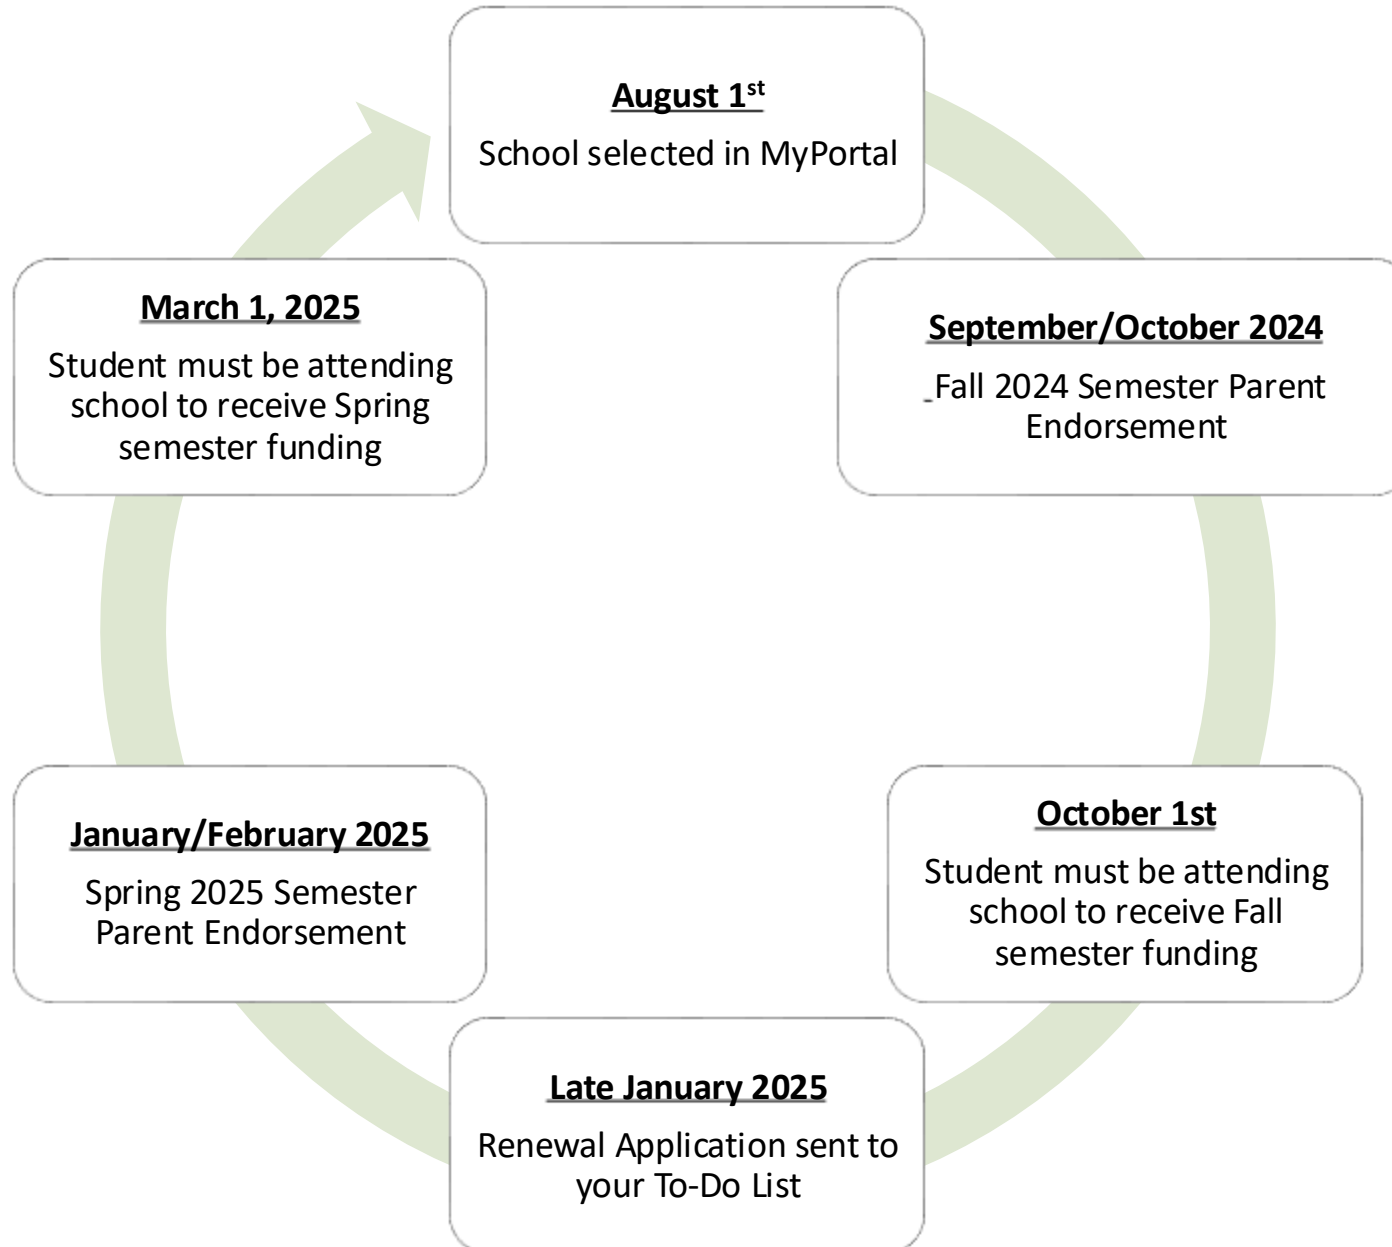 August 1st
School selected in MyPortal
September/October 2024
Fall 2024 Semester Parent
Endorsement
October 1st
Student must be attending
school to receive Fall
semester funding
Late January 2025
Renewal Application sent to
your To-Do List
January/February 2025
Spring 2025 Semester
Parent Endorsement
March 1, 2025
Student must be attending
school to receive Spring
semester funding